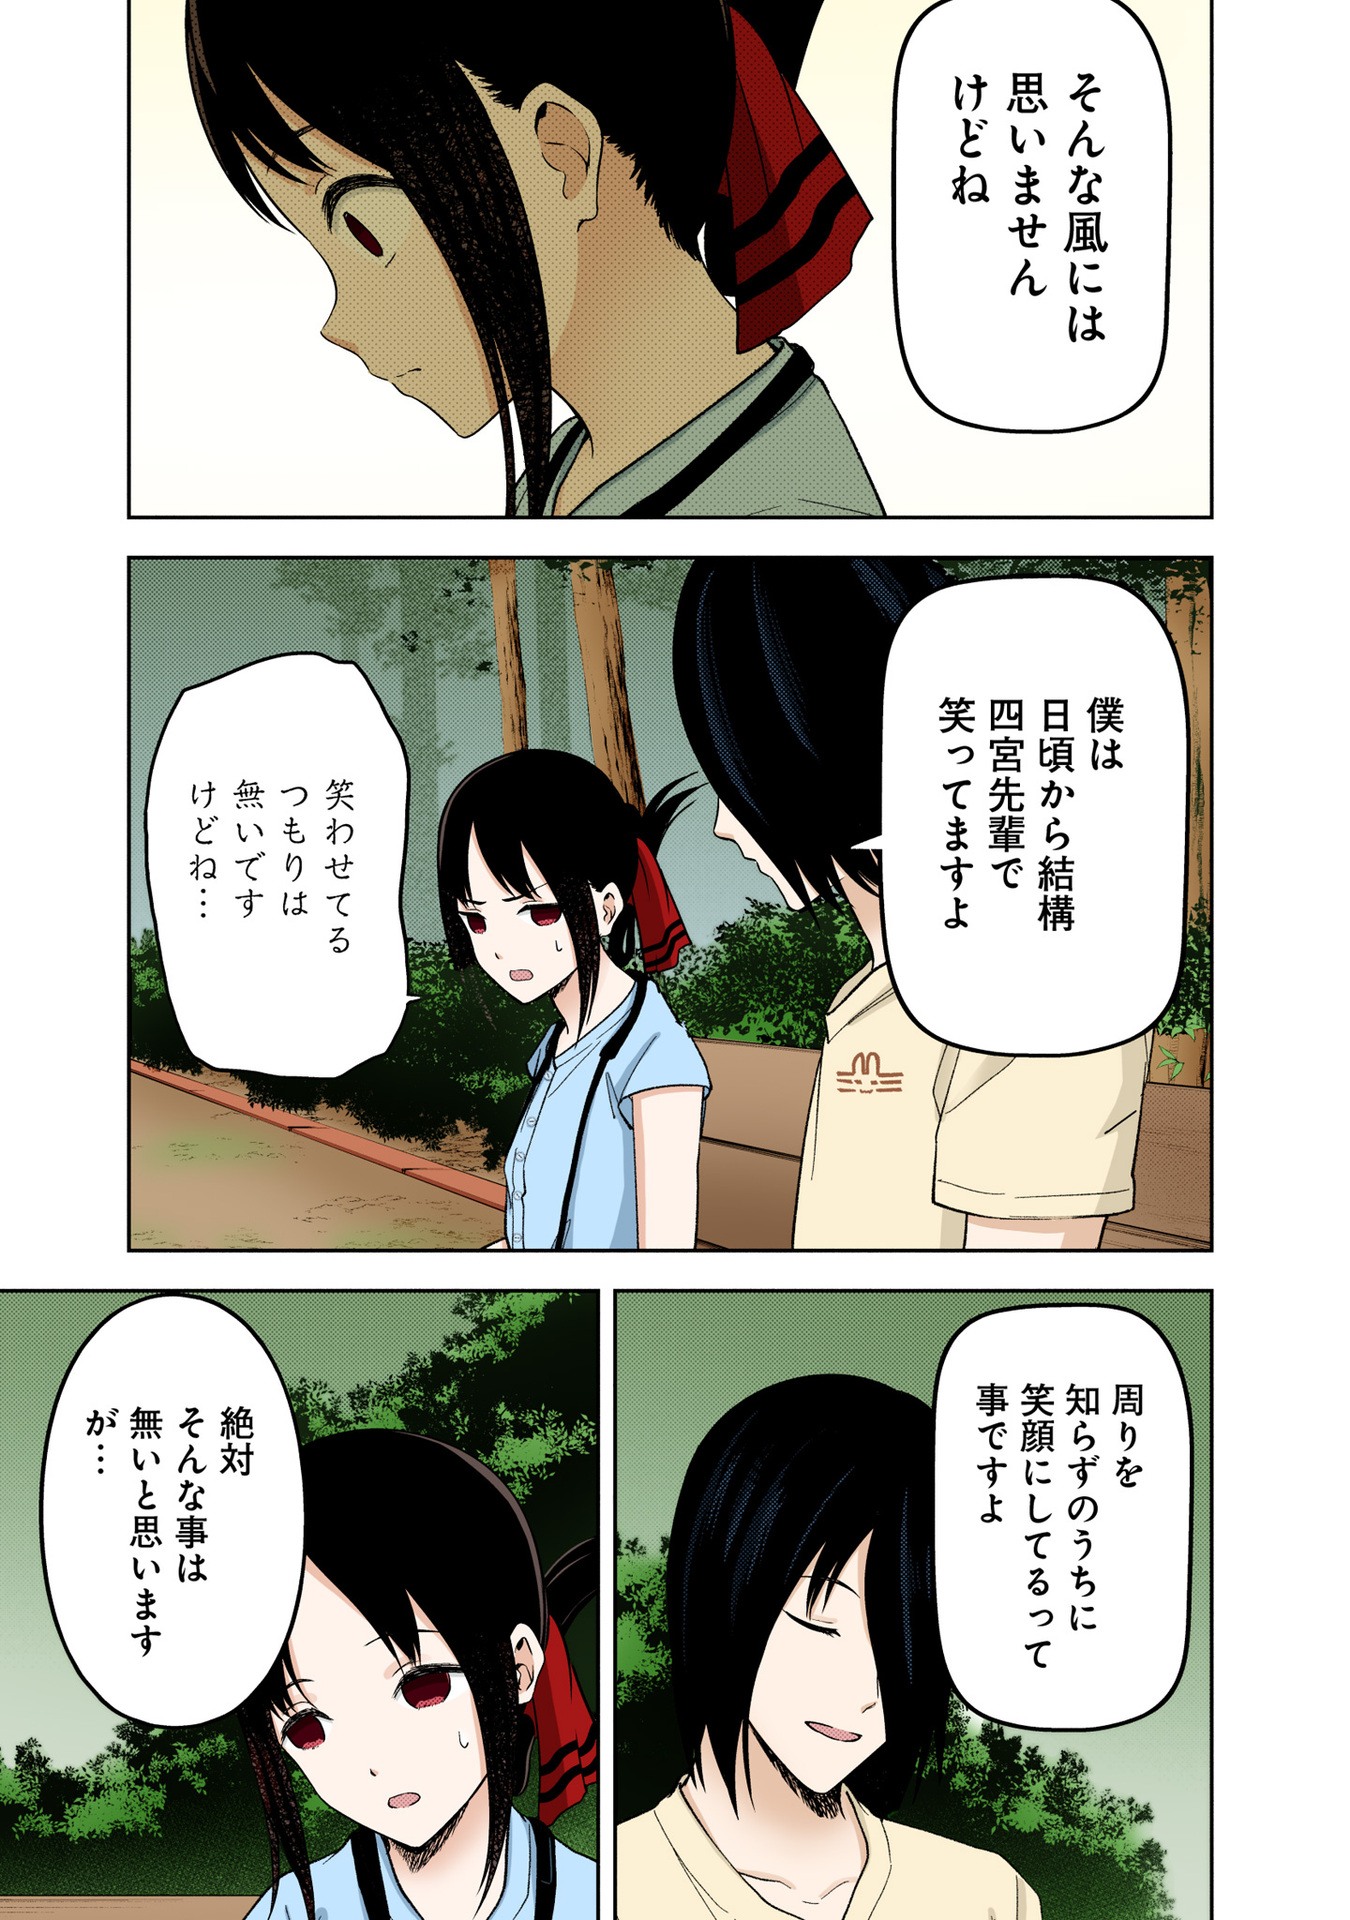 そんな風には
思いません
けどね
僕は
日頃から結構
四宮先輩で
笑ってますよ
笑わせてる
つもりは
無いです
けどね…
周りを
知らずのうちに
笑顔にしてるって
事ですよ
絶対
そんな事は
無いと思います
が…